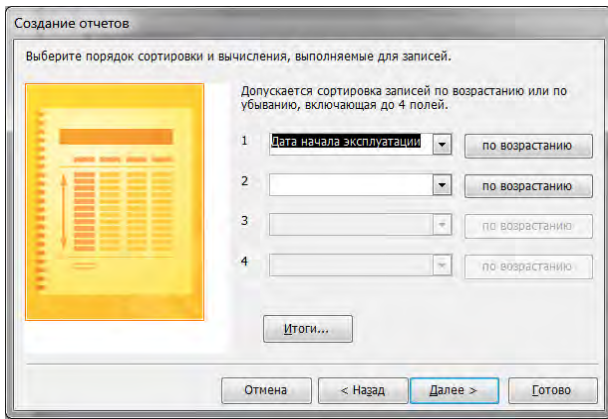 Создание отчетов
Выберите порядок сортировки и вычисления, выполняемые для записей.
Допускается сортировка записей по возрастанию или по
убыванию, включающая до 4 полей.
1 Дата начала эксплуатации по возрастанию
2 по возрастанию
3 по возрастанию
4 по возрастанию
Итоги...
Отмена < Назад Далее > Готово